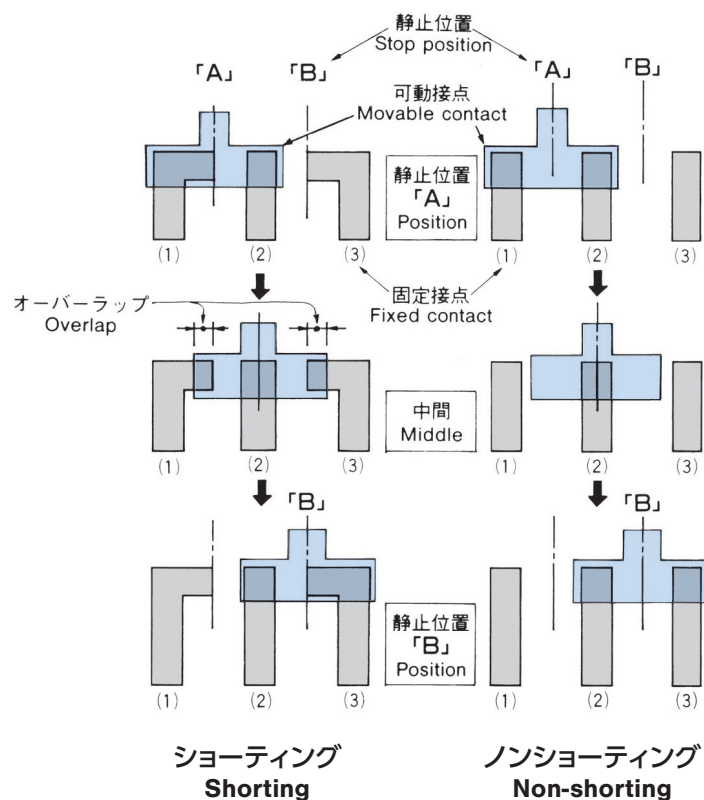 静止位置
Stop position
「A」
「B」
「A」
「B」
可動接点
Movable contact
静止位置
「A」
Position
(1)
(2)
(3)
(1)
(2)
(3)
オーバーラップ
Overlap
固定接点
Fixed contact
中間
Middle
(1)
(2)
(3)
(1)
(2)
(3)
「B」
「B」
静止位置
「B」
Position
(1)
(2)
(3)
(1)
(2)
(3)
ショーティング
Shorting
ノンショーティング
Non-shorting